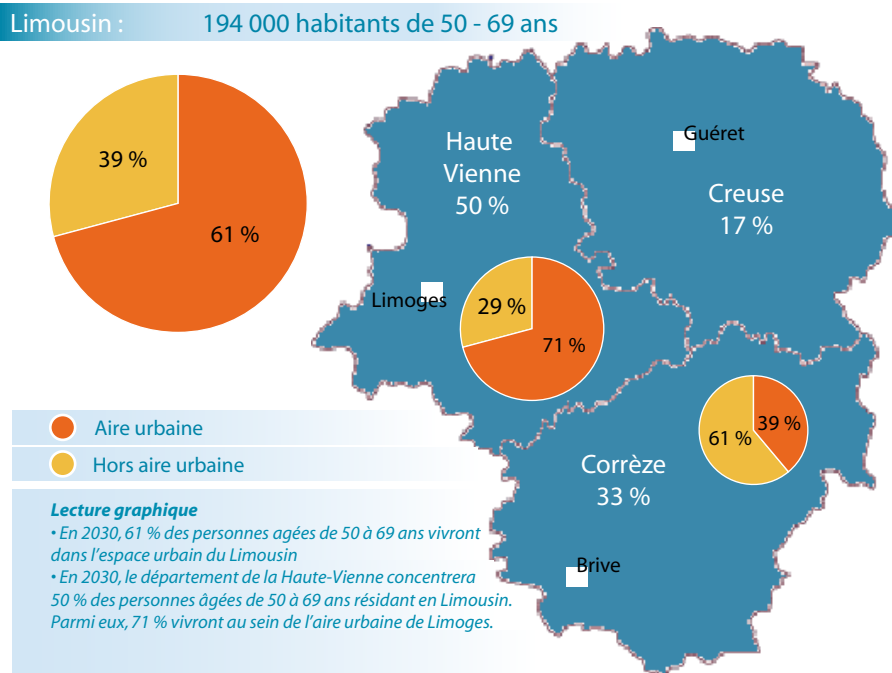 Limousin : 194 000 habitants de 50 - 69 ans
39 %
61 %
Haute
Vienne
50 %
Guéret
Creuse
17 %
Limoges
29 %
71 %
Aire urbaine
Hors aire urbaine
39 %
61 %
Corrèze
33 %
Brive
Lecture graphique
• En 2030, 61 % des personnes agées de 50 à 69 ans vivront
dans l'espace urbain du Limousin
• En 2030, le département de la Haute-Vienne concentrera
50 % des personnes âgées de 50 à 69 ans résidant en Limousin.
Parmi eux, 71 % vivront au sein de l'aire urbaine de Limoges.